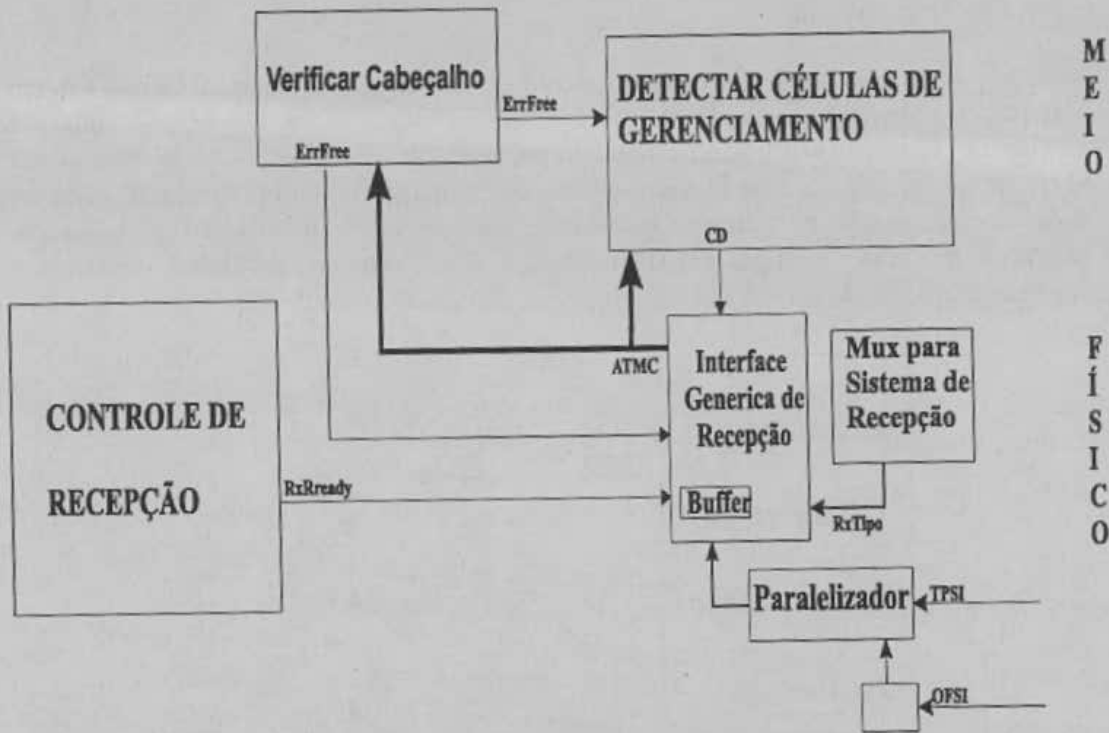 Verificar Cabeçalho
ErrFree
ErrFree
DETECTAR CÉLULAS DE
GERENCIAMENTO
CD
M
E
I
O
CONTROLE DE
RECEPÇÃO
RxRready
ATMC
Interface
Generica de
Recepção
Buffer
Mux para
Sistema de
Recepção
RxTipo
F
Í
S
I
C
O
Paralelizador
TPSI
OFSI